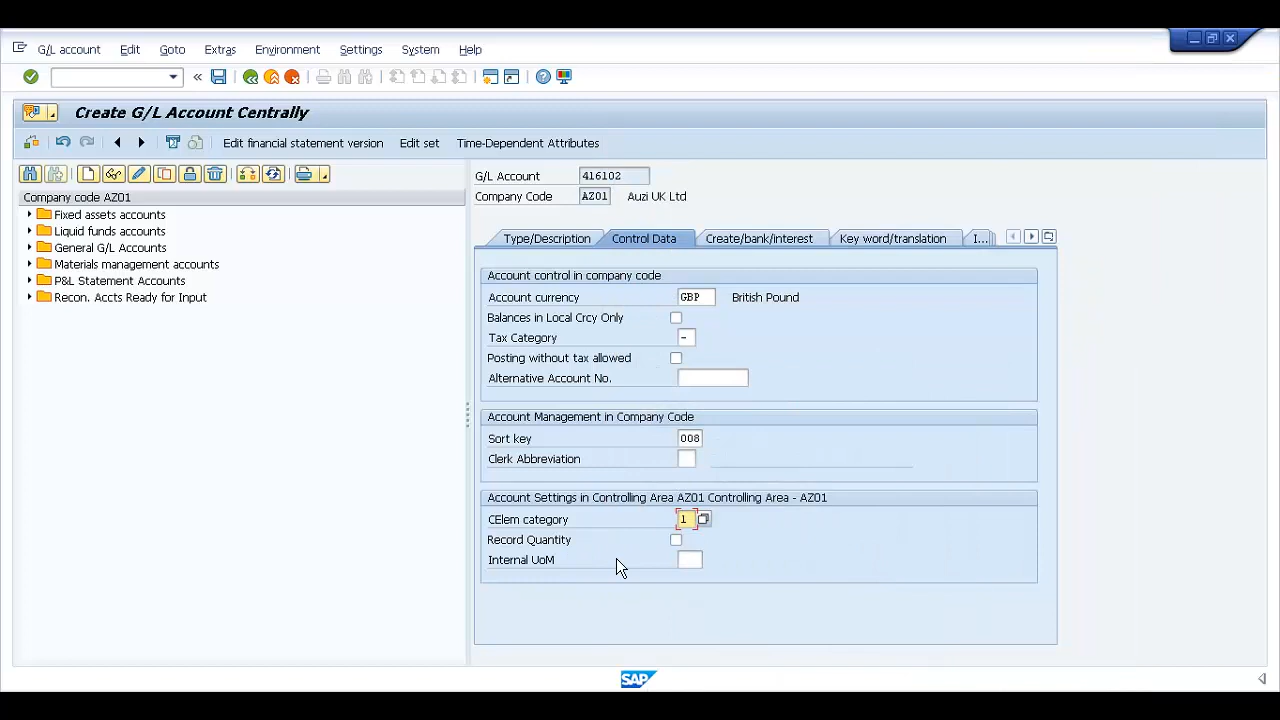 G/L account Edit Goto Extras Environment Settings System Help
Create G/L Account Centrally
Edit financial statement version Edit set Time-Dependent Attributes
Company code AZ01
Fixed assets accounts
Liquid funds accounts
General G/L Accounts
Materials management accounts
P&L Statement Accounts
Recon. Accts Ready for Input
G/L Account 416102
Company Code AZ01 Auzi UK Ltd
Type/Description Control Data Create/bank/interest Key word/translation I...
Account control in company code
Account currency GBP British Pound
Balances in Local Crcy Only
Tax Category -
Posting without tax allowed
Alternative Account No.
Account Management in Company Code
Sort key 008
Clerk Abbreviation
Account Settings in Controlling Area AZ01 Controlling Area - AZ01
CElem category 1
Record Quantity
Internal UoM
SAP